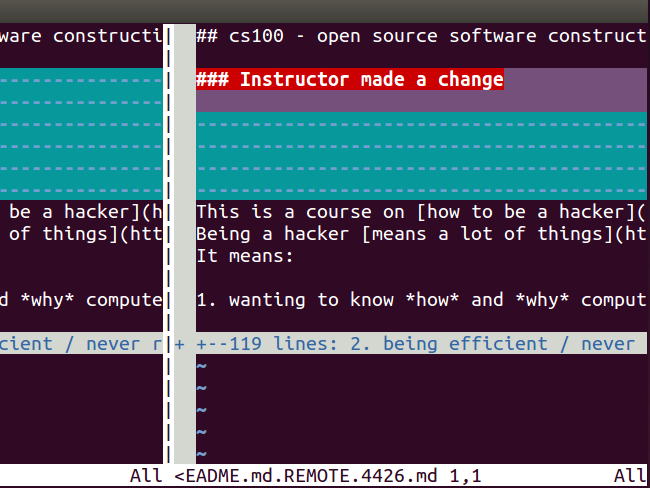 ware constructi ## cs100 - open source software construct
### Instructor made a change
be a hacker](h This is a course on [how to be a hacker](
of things](htt Being a hacker [means a lot of things](ht
It means:
d *why* compute 1. wanting to know *how* and *why* comput
cient / never r + +--119 lines: 2. being efficient / never
~
~
~
~
~
All <EADME.md.REMOTE.4426.md 1,1 All